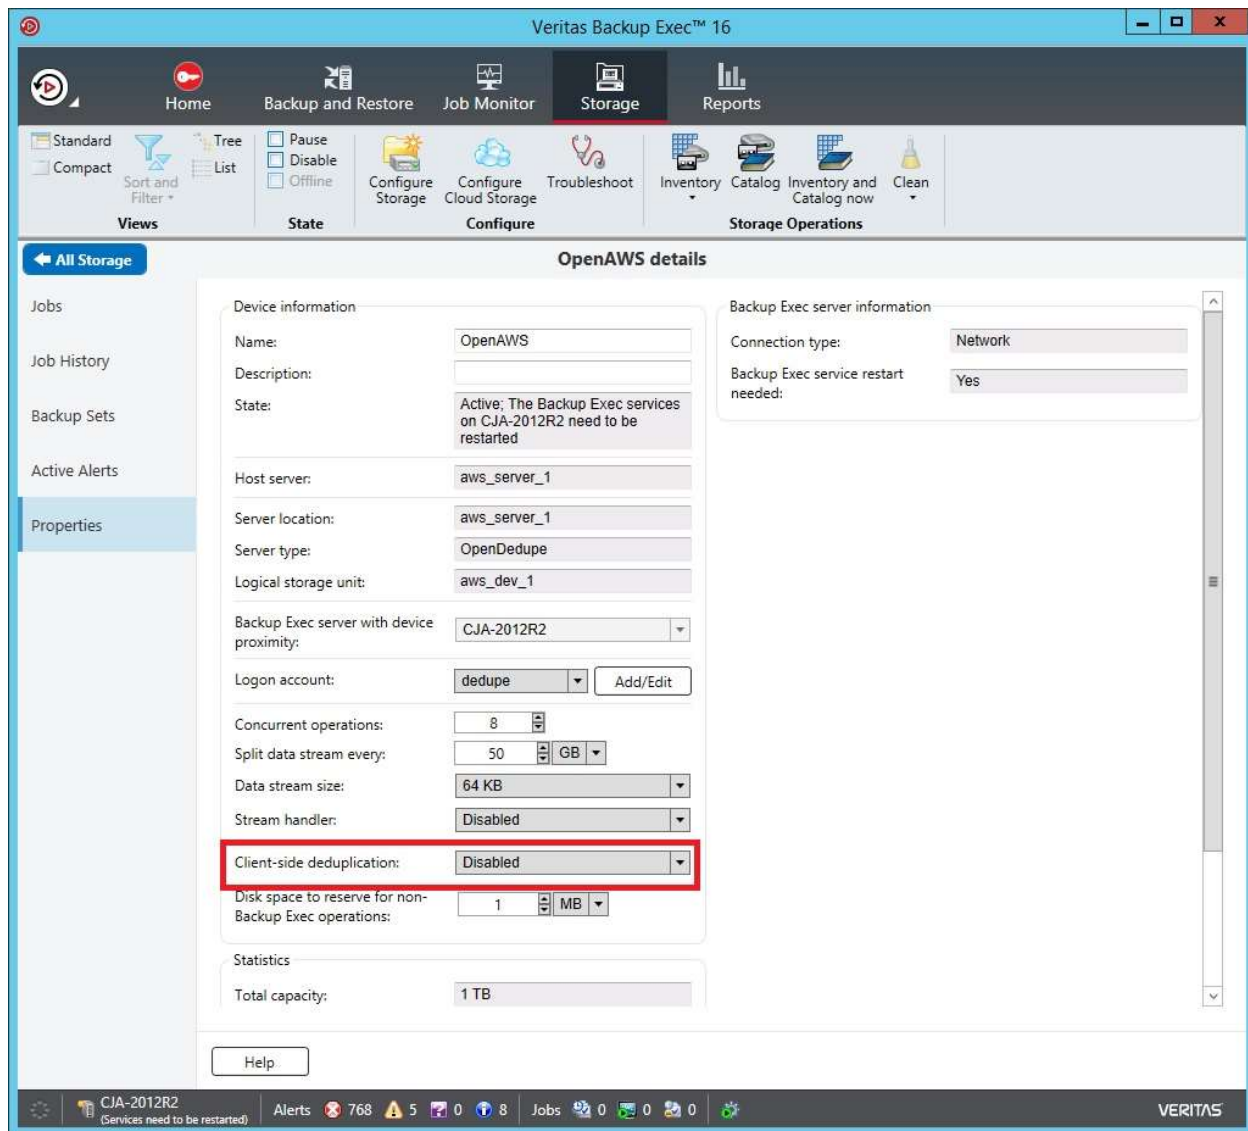 Veritas Backup Exec™ 16
Home
Backup and Restore
Job Monitor
Storage
Reports
Standard
Compact
Sort and
Filter
Tree
List
Views
Pause
Disable
Offline
State
Configure
Storage
Configure
Cloud Storage
Troubleshoot
Configure
Inventory
Catalog
Inventory and
Catalog now
Clean
Storage Operations
All Storage
OpenAWS details
Jobs
Job History
Backup Sets
Active Alerts
Properties
Device information
Name: OpenAWS
Description:
State: Active; The Backup Exec services
on CJA-2012R2 need to be
restarted
Host server: aws_server_1
Server location: aws_server_1
Server type: OpenDedupe
Logical storage unit: aws_dev_1
Backup Exec server with device
proximity: CJA-2012R2
Logon account: dedupe Add/Edit
Concurrent operations: 8
Split data stream every: 50 GB
Data stream size: 64 KB
Stream handler: Disabled
Client-side deduplication: Disabled
Disk space to reserve for non-
Backup Exec operations: 1 MB
Statistics
Total capacity: 1 TB
Backup Exec server information
Connection type: Network
Backup Exec service restart
needed: Yes
Help
CJA-2012R2
(Services need to be restarted)
Alerts 768 5 0 8 Jobs 0 0 0
VERITAS